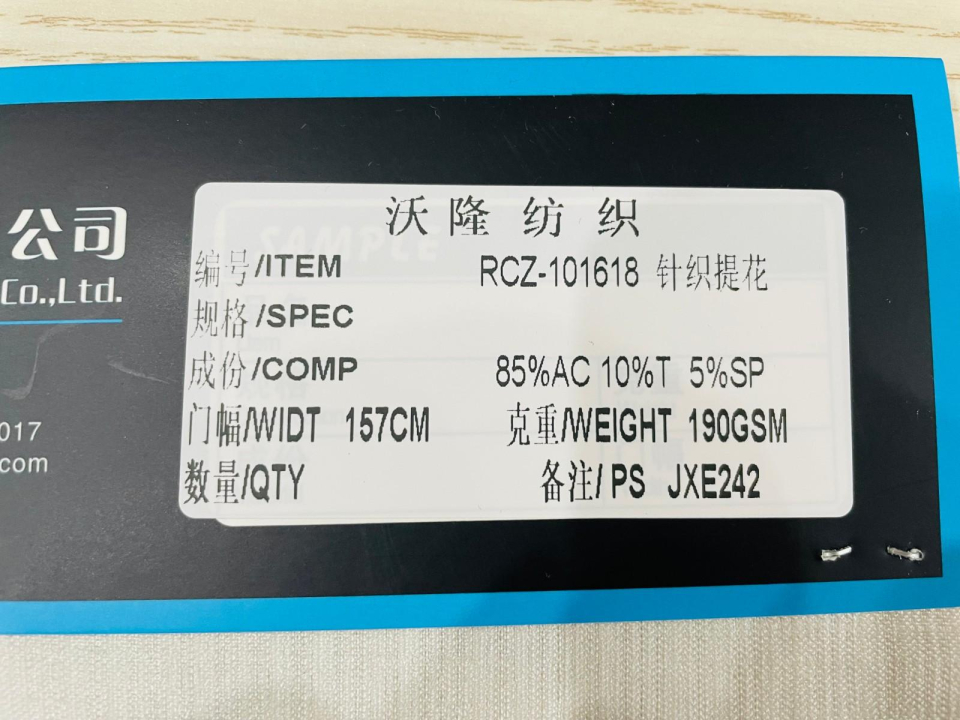 公司
Co.,Ltd.
017
.com
沃隆纺织
SAMPLE
编号/ITEM RCZ-101618 针织提花
规格/SPEC
成份/COMP 85%AC 10%T 5%SP
门幅/WIDT 157CM 克重/WEIGHT 190GSM
数量/QTY 备注/PS JXE242